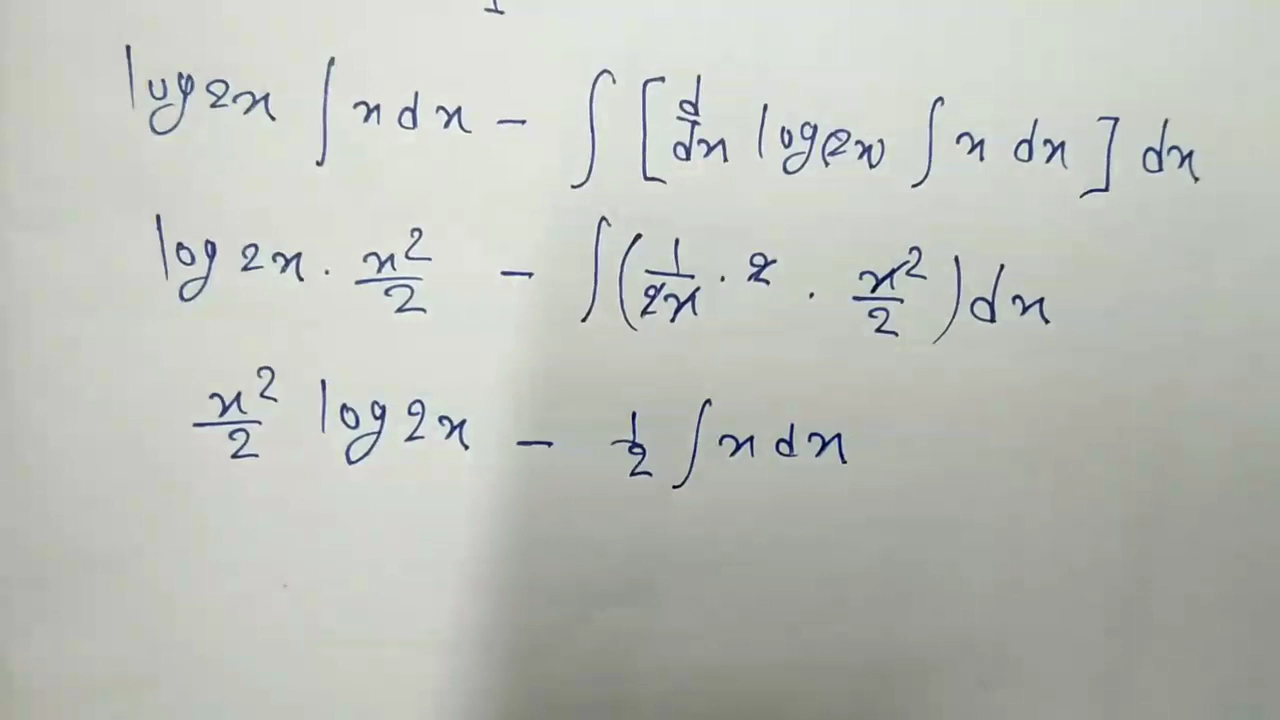 log 2x ∫ x dx - ∫ [d/dx log 2x ∫ x dx] dx
log 2x · x²/2 - ∫(1/2x · 2 · x²/2) dx
x²/2 log 2x - 1/2 ∫ x dx